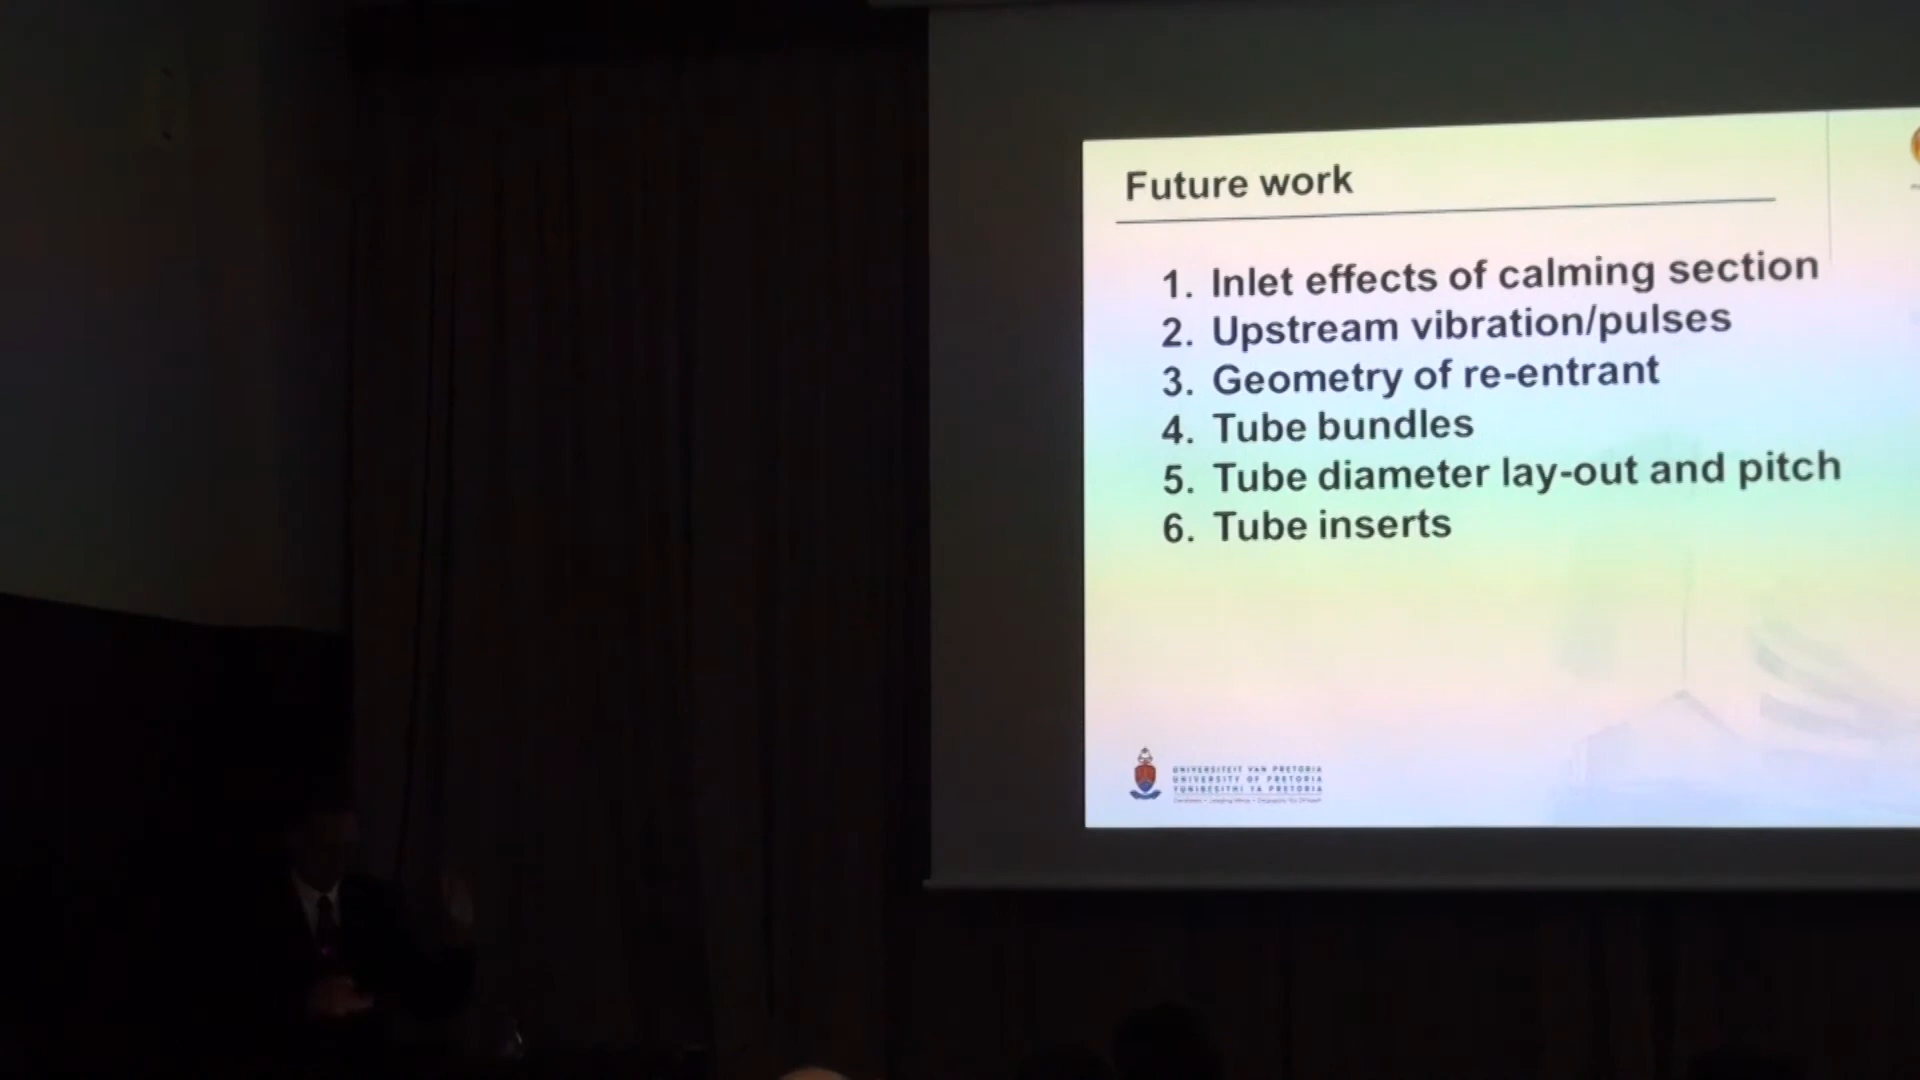 Future work
1. Inlet effects of calming section
2. Upstream vibration/pulses
3. Geometry of re-entrant
4. Tube bundles
5. Tube diameter lay-out and pitch
6. Tube inserts
UNIVERSITEIT VAN PRETORIA
UNIVERSITY OF PRETORIA
YUNIBESITHI YA PRETORIA